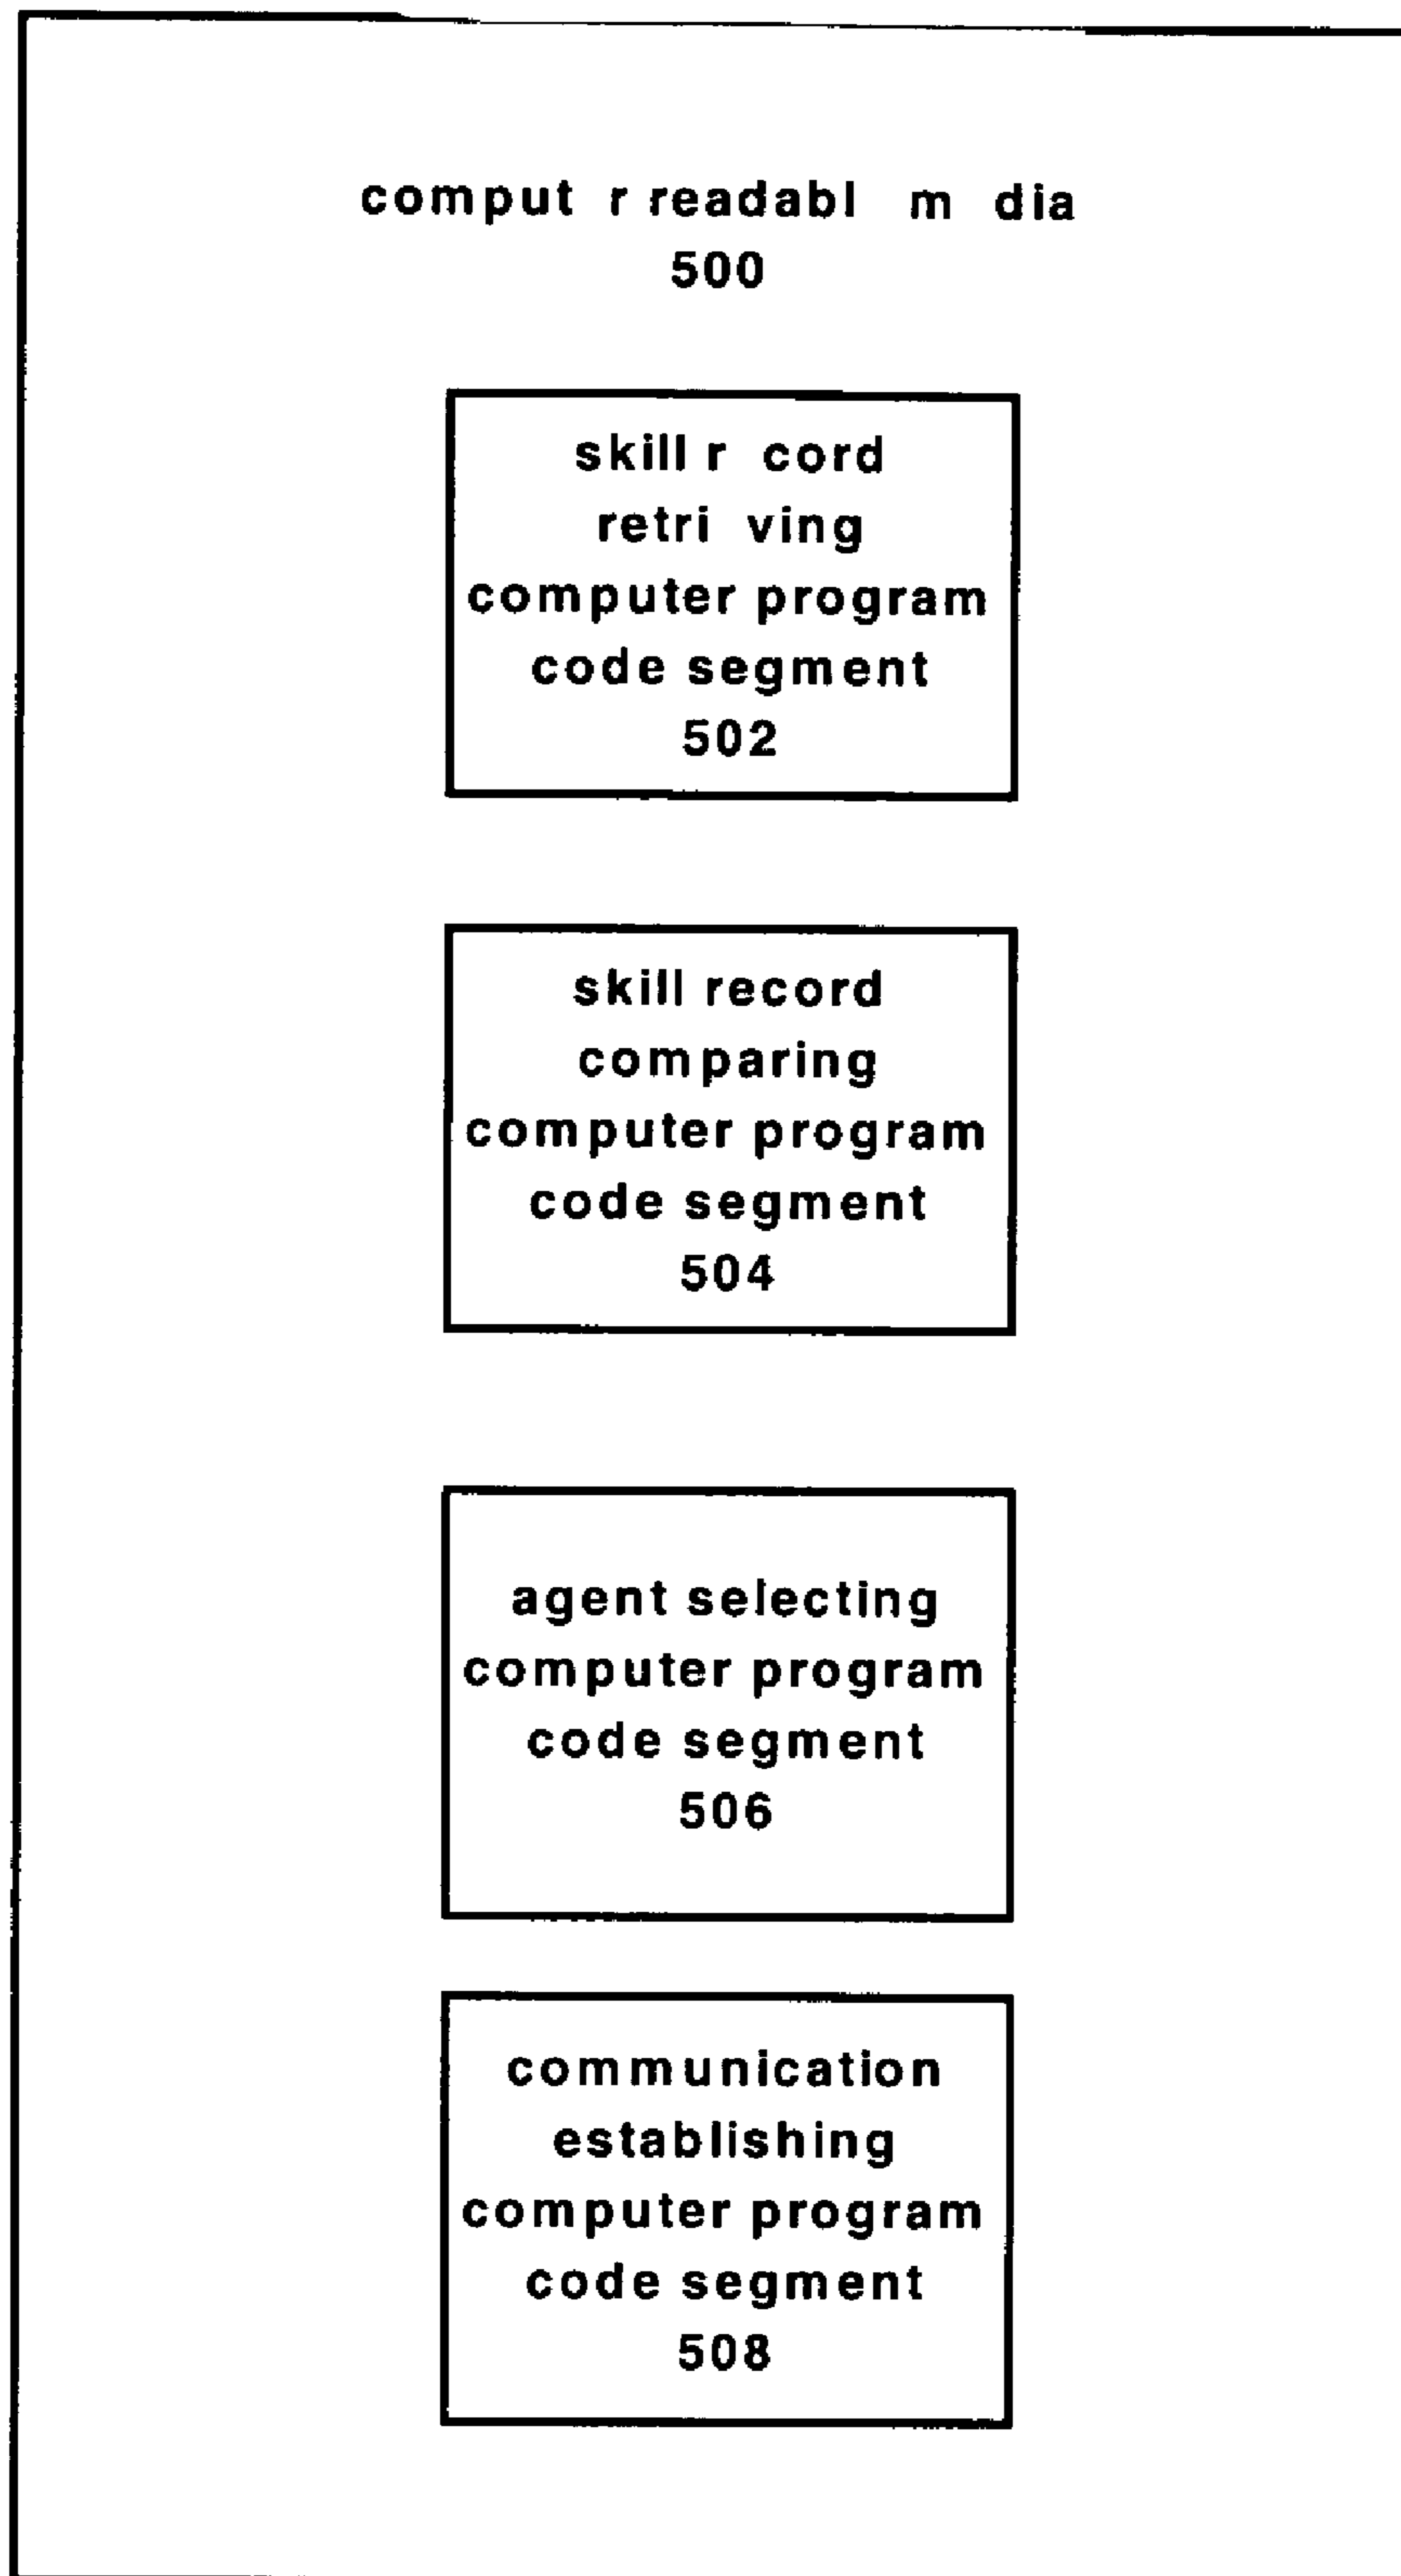 comput r readabl m dia
500
skill r cord
retri ving
computer program
code segment
502
skill record
comparing
computer program
code segment
504
agent selecting
computer program
code segment
506
communication
establishing
computer program
code segment
508